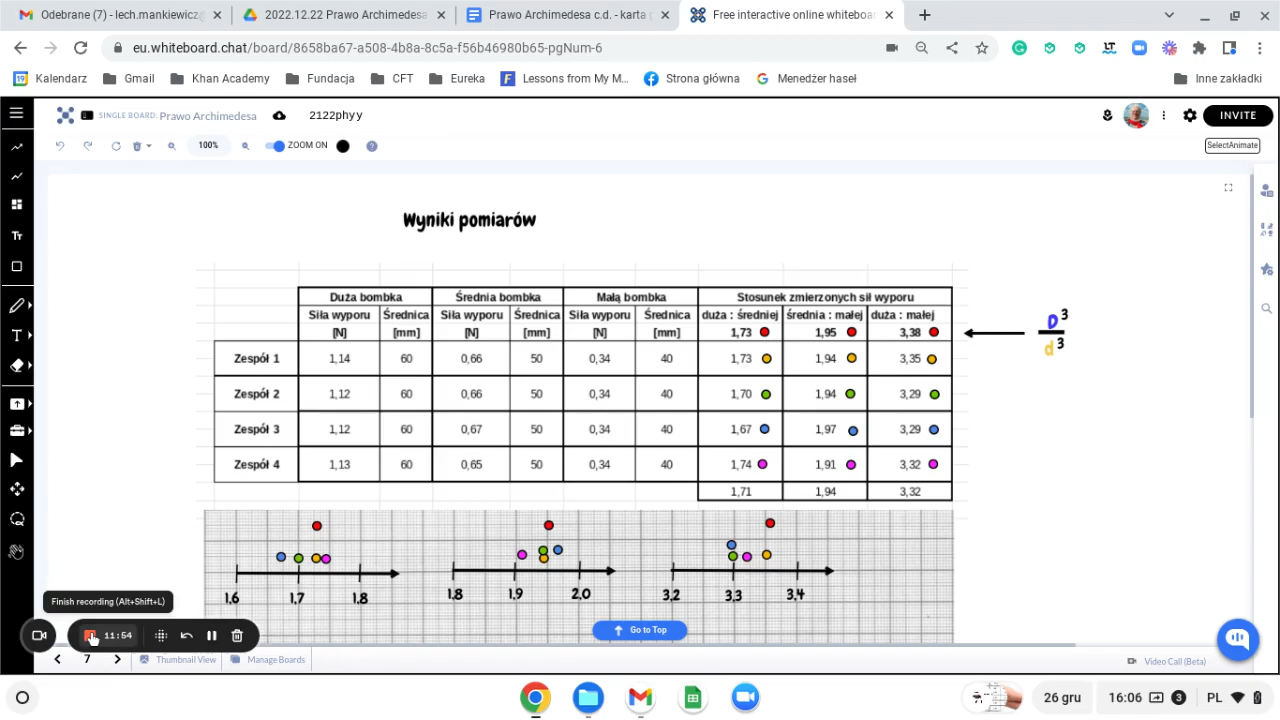 Odebrane (7) - lech.mankiewicz@
2022.12.22 Prawo Archimedesa
Prawo Archimedesa c.d. - karta
Free interactive online whiteboar
eu.whiteboard.chat/board/8658ba67-a508-4b8a-8c5a-f56b46980b65-pgNum-6
Kalendarz
Gmail
Khan Academy
Fundacja
CFT
Eureka
Lessons from My M...
Strona główna
Menedżer haseł
Inne zakładki
SINGLE BOARD: Prawo Archimedesa
2122phyy
INVITE
100%
ZOOM ON
SelectAnimate
Wyniki pomiarów
Duża bombka Średnia bombka Małą bombka Stosunek zmierzonych sił wyporu
Siła wyporu Średnica Siła wyporu Średnica Siła wyporu Średnica duża : średniej średnia : małej duża : małej
[N] [mm] [N] [mm] [N] [mm] 1,73 1,95 3,38
D3
d3
Zespół 1 1,14 60 0,66 50 0,34 40 1,73 1,94 3,35
Zespół 2 1,12 60 0,66 50 0,34 40 1,70 1,94 3,29
Zespół 3 1,12 60 0,67 50 0,34 40 1,67 1,97 3,29
Zespół 4 1,13 60 0,65 50 0,34 40 1,74 1,91 3,32
1,71 1,94 3,32
1,6 1,7 1,8
1,8 1,9 2,0
3,2 3,3 3,4
Finish recording (Alt+Shift+L)
11:54
Go to Top
7
Thumbnail View
Manage Boards
Video Call (Beta)
26 gru
16:06
3
PL